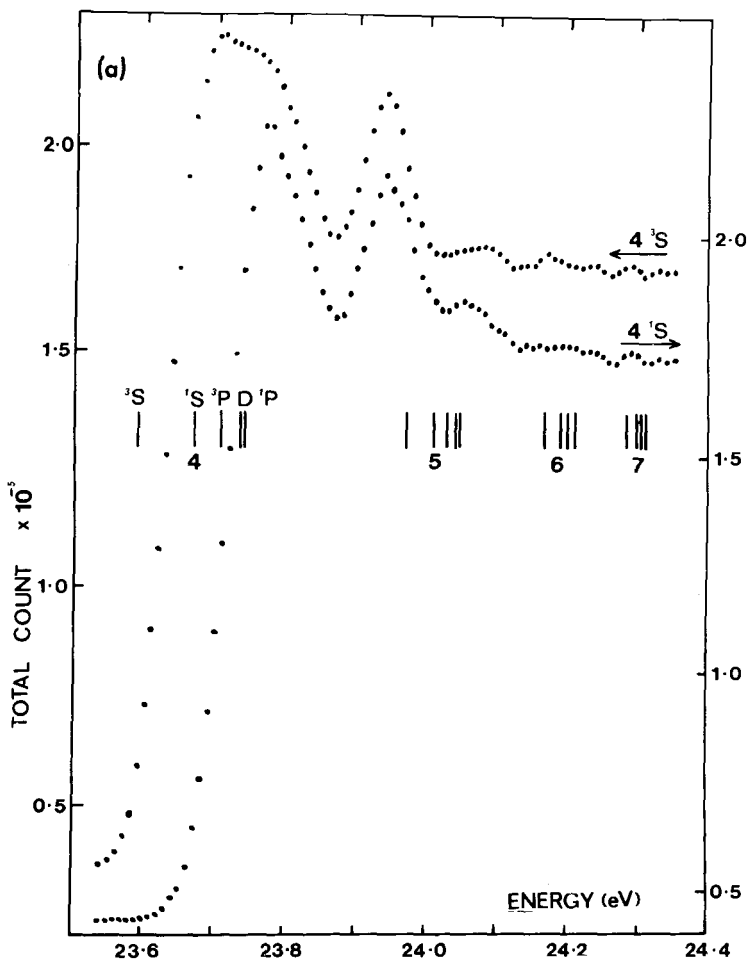 (a)
2·0
1·5
1·0
0·5
TOTAL COUNT × 10⁻⁵
4 ³S
4 ¹S
2·0
1·5
1·0
0·5
³S ¹S ³P D ¹P
4 5 6 7
ENERGY (eV)
23·6 23·8 24·0 24·2 24·4